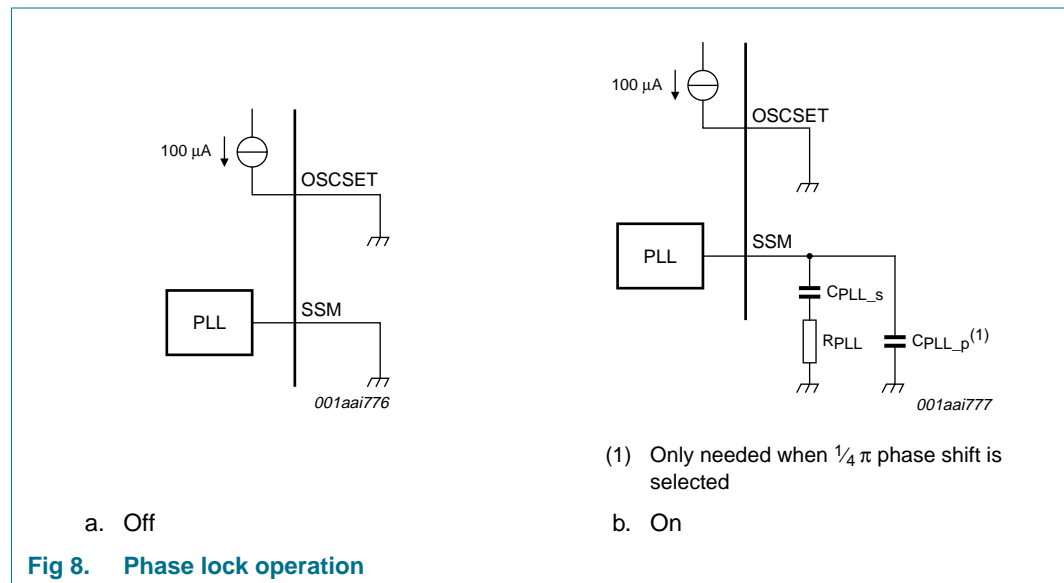 100 μA
OSCSET
PLL
SSM
001aai776
100 μA
OSCSET
PLL
SSM
CPLL_s
RPLL
CPLL_p(1)
001aai777
(1) Only needed when 1⁄4 π phase shift is
selected
a. Off
b. On
Fig 8. Phase lock operation